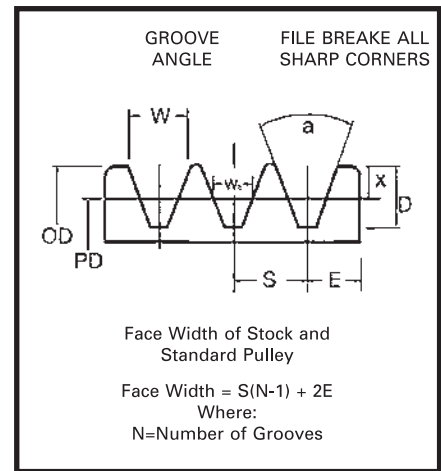 GROOVE ANGLE
FILE BREAKE ALL SHARP CORNERS
W
a
Wₒ
X
D
OD
PD
S
E
Face Width of Stock and
Standard Pulley
Face Width = S(N-1) + 2E
Where:
N=Number of Grooves